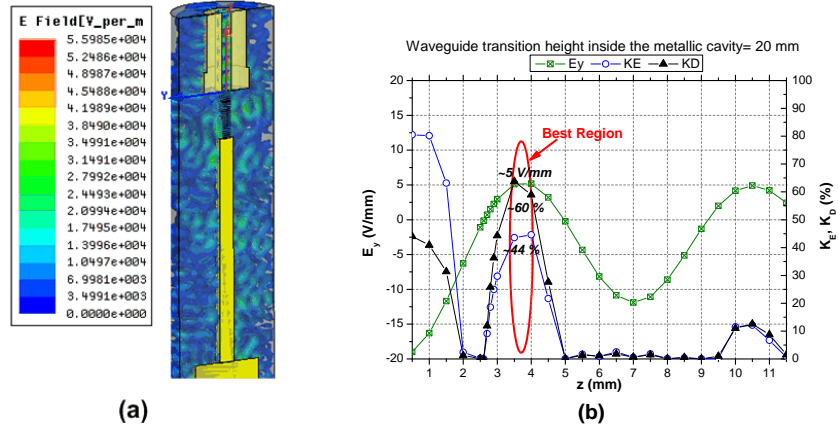 E Field[V_per_m
5.5985e+004
5.2486e+004
4.8987e+004
4.5488e+004
4.1989e+004
3.8490e+004
3.4991e+004
3.1491e+004
2.7992e+004
2.4493e+004
2.0994e+004
1.7495e+004
1.3996e+004
1.0497e+004
6.9981e+003
3.4991e+003
0.0000e+000
Y
(a)
Waveguide transition height inside the metallic cavity= 20 mm
Ey KE KD
20 15 10 5 0 -5 -10 -15 -20
E_y (V/mm)
100 90 80 70 60 50 40 30 20 10 0
K_E, K_D (%)
Best Region
~5 V/mm
~60 %
~44 %
1 2 3 4 5 6 7 8 9 10 11
z (mm)
(b)